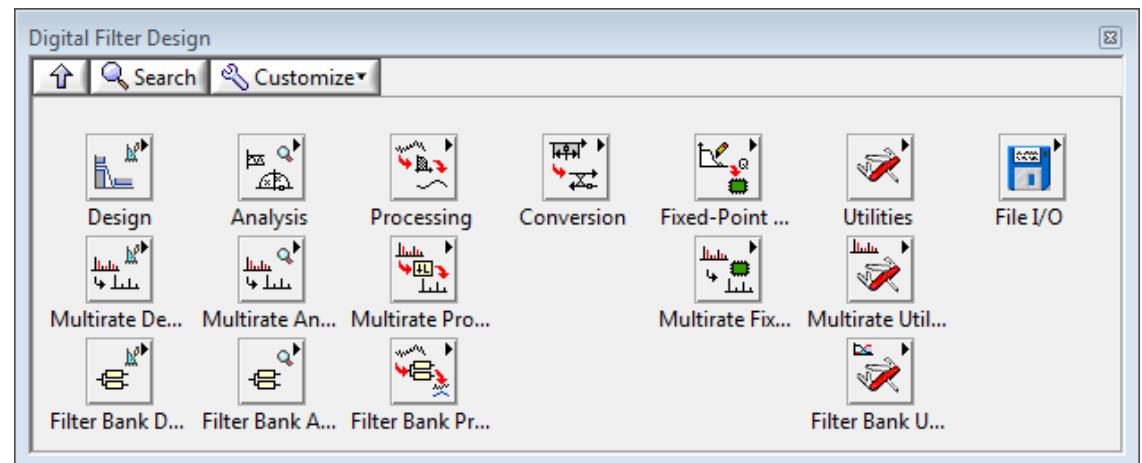 Digital Filter Design
Search Customize
Design Analysis Processing Conversion Fixed-Point ... Utilities File I/O
Multirate De... Multirate An... Multirate Pro... Multirate Fix... Multirate Util...
Filter Bank D... Filter Bank A... Filter Bank Pr... Filter Bank U...